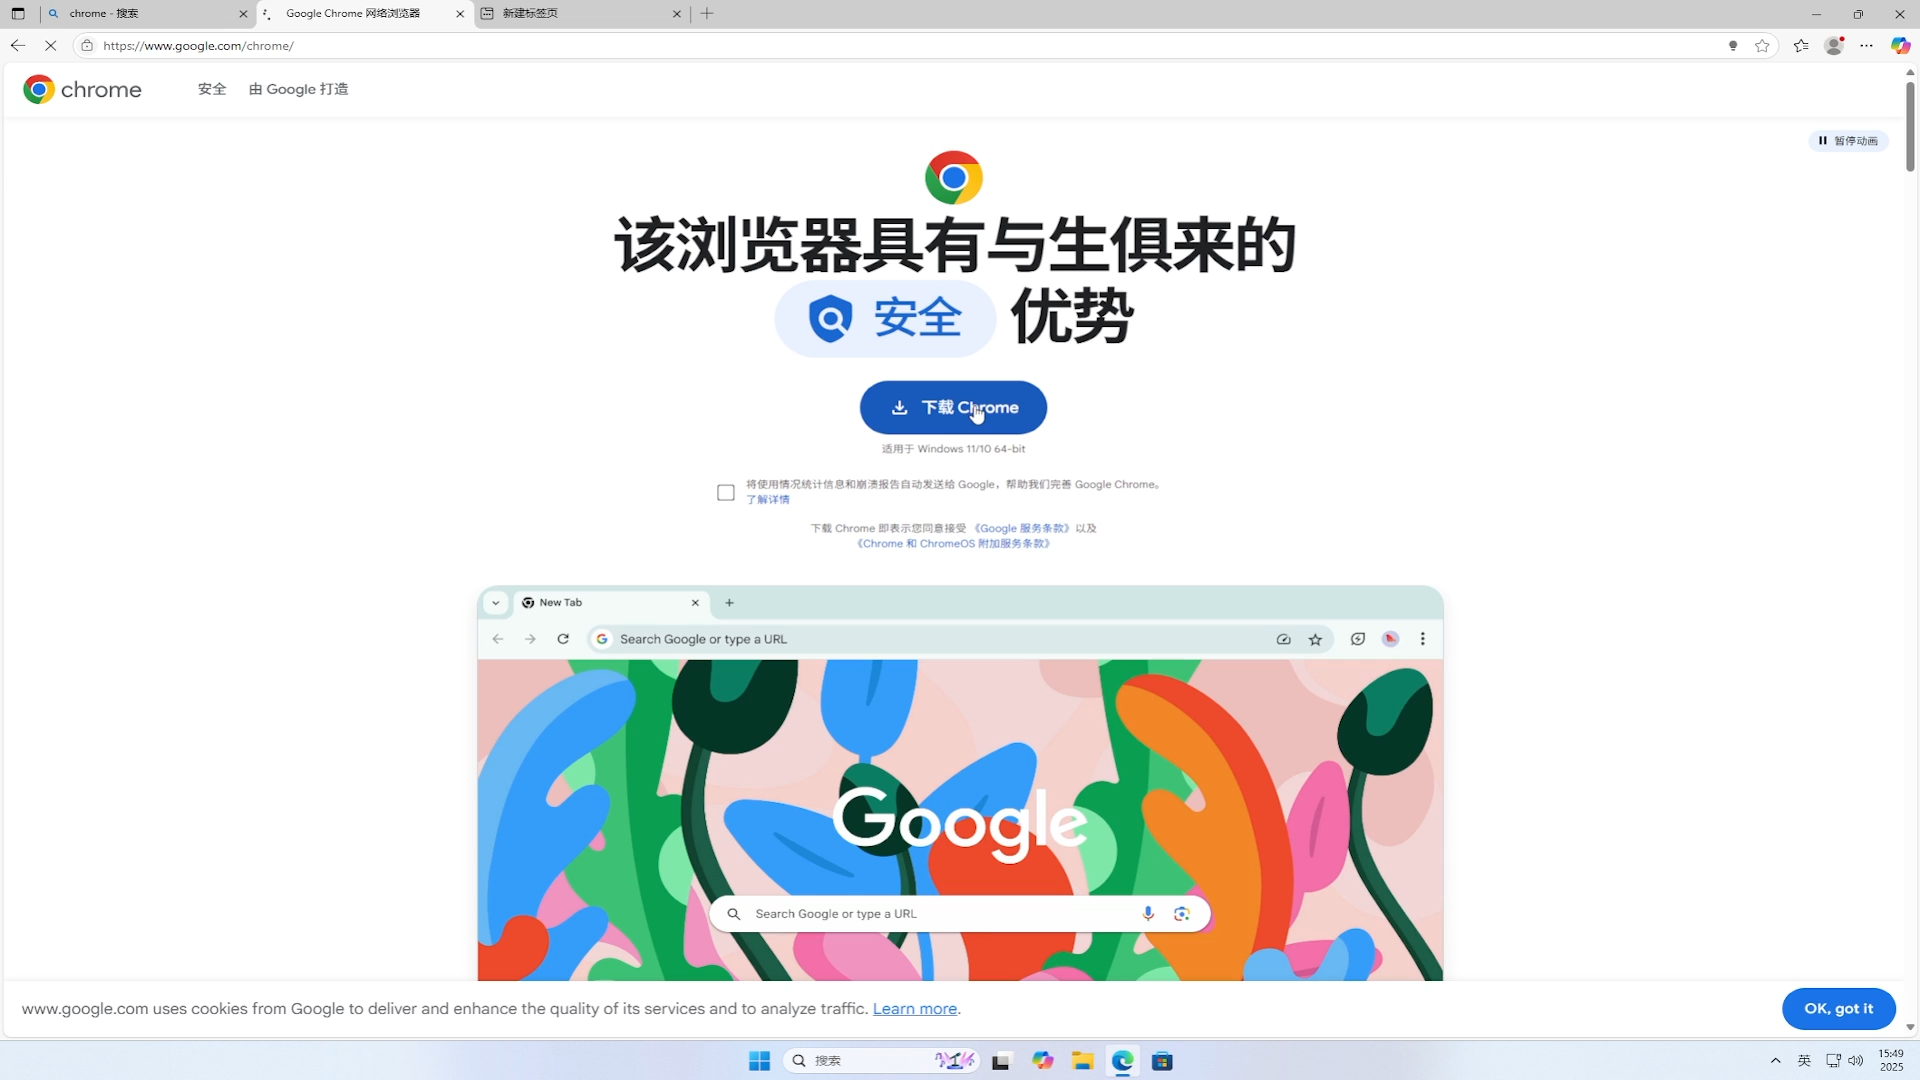 chrome - 搜索
Google Chrome 网络浏览器
新建标签页
https://www.google.com/chrome/
chrome
安全
由 Google 打造
暂停动画
该浏览器具有与生俱来的
安全 优势
下载 Chrome
适用于 Windows 11/10 64-bit
将使用情况统计信息和崩溃报告自动发送给 Google，帮助我们完善 Google Chrome。
了解详情
下载 Chrome 即表示您同意接受 《Google 服务条款》 以及
《Chrome 和 ChromeOS 附加服务条款》
New Tab
Search Google or type a URL
Google
Search Google or type a URL
www.google.com uses cookies from Google to deliver and enhance the quality of its services and to analyze traffic. Learn more.
OK, got it
搜索
英
15:49
2025